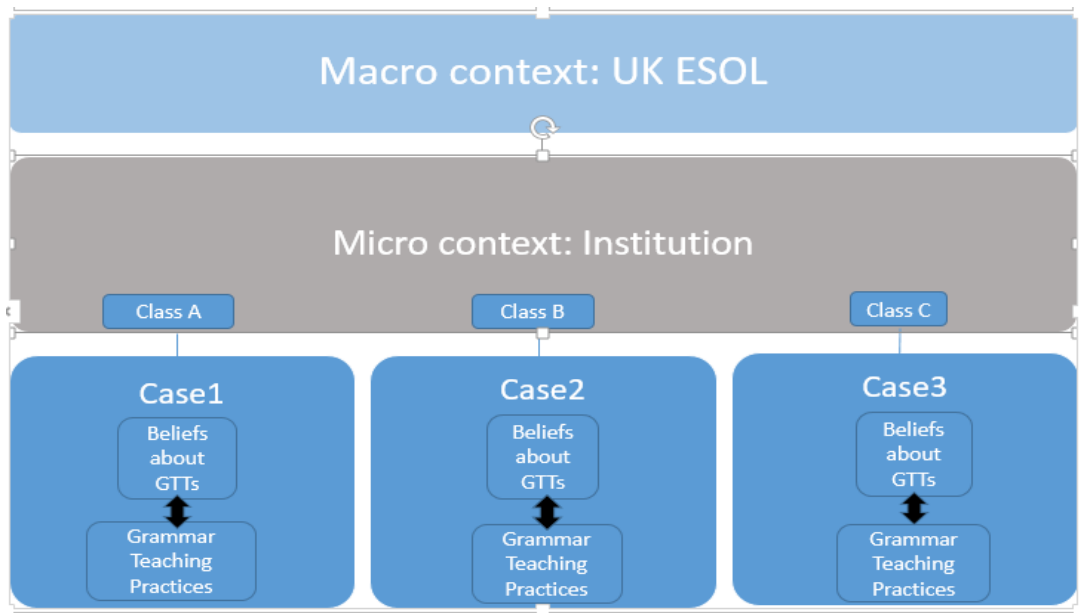 Macro context: UK ESOL
Micro context: Institution
Class A
Class B
Class C
Case1
Beliefs
about
GTTs
Grammar
Teaching
Practices
Case2
Beliefs
about
GTTs
Grammar
Teaching
Practices
Case3
Beliefs
about
GTTs
Grammar
Teaching
Practices